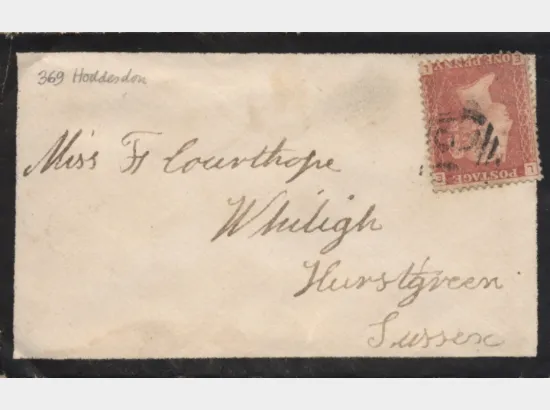 369 Hoddesdon
ONE PENNY
POSTAGE
Miss F Courthope
Whiligh
Hurstgreen
Sussex